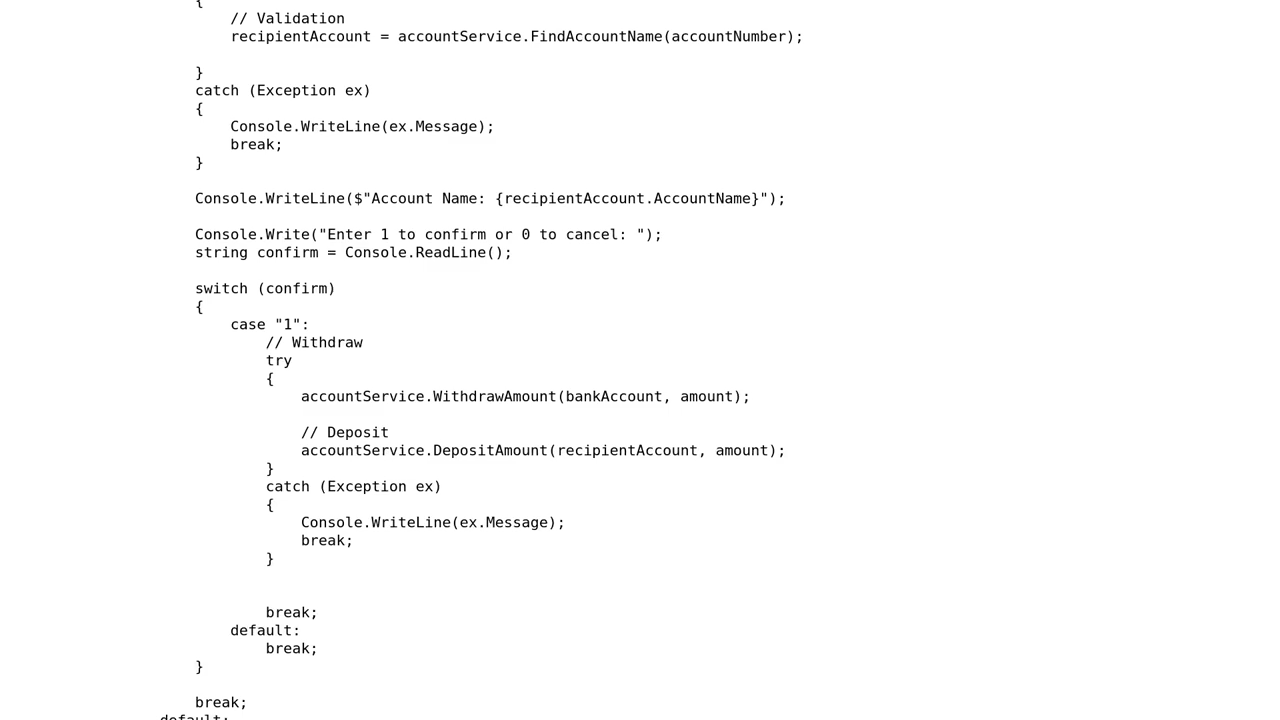 {
// Validation
recipientAccount = accountService.FindAccountName(accountNumber);
}
catch (Exception ex)
{
Console.WriteLine(ex.Message);
break;
}
Console.WriteLine($"Account Name: {recipientAccount.AccountName}");
Console.Write("Enter 1 to confirm or 0 to cancel: ");
string confirm = Console.ReadLine();
switch (confirm)
{
case "1":
// Withdraw
try
{
accountService.WithdrawAmount(bankAccount, amount);
// Deposit
accountService.DepositAmount(recipientAccount, amount);
}
catch (Exception ex)
{
Console.WriteLine(ex.Message);
break;
}
break;
default:
break;
}
break;
default: